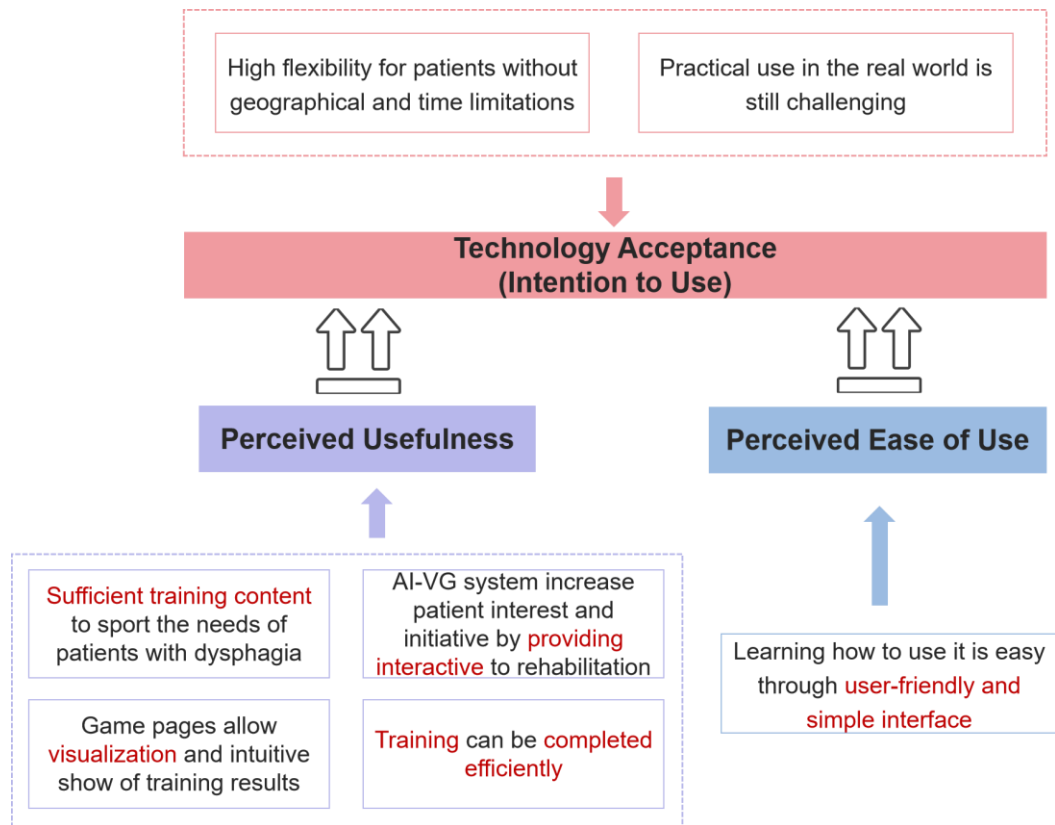 High flexibility for patients without
geographical and time limitations
Practical use in the real world is
still challenging
Technology Acceptance
(Intention to Use)
Perceived Usefulness
Perceived Ease of Use
Sufficient training content
to sport the needs of
patients with dysphagia
AI-VG system increase
patient interest and
initiative by providing
interactive to rehabilitation
Game pages allow
visualization and intuitive
show of training results
Training can be completed
efficiently
Learning how to use it is easy
through user-friendly and
simple interface